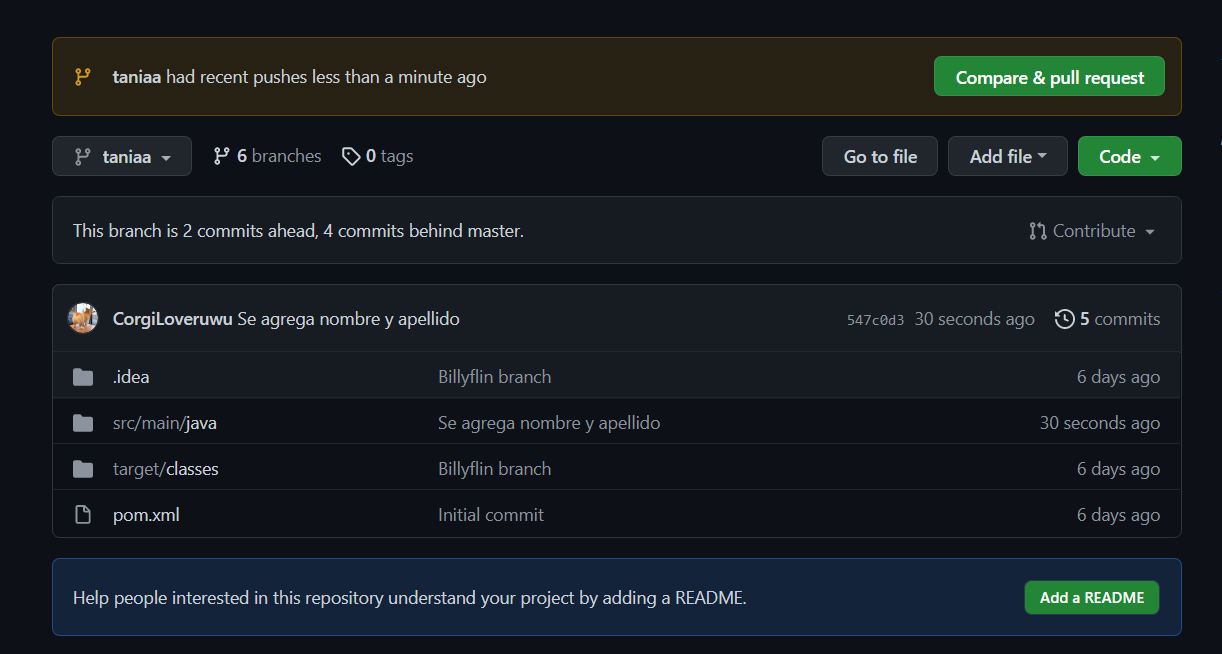 taniaa had recent pushes less than a minute ago Compare & pull request
taniaa 6 branches 0 tags Go to file Add file Code
This branch is 2 commits ahead, 4 commits behind master. Contribute
CorgiLoveruwu Se agrega nombre y apellido 547c0d3 30 seconds ago 5 commits
.idea Billyflin branch 6 days ago
src/main/java Se agrega nombre y apellido 30 seconds ago
target/classes Billyflin branch 6 days ago
pom.xml Initial commit 6 days ago
Help people interested in this repository understand your project by adding a README. Add a README